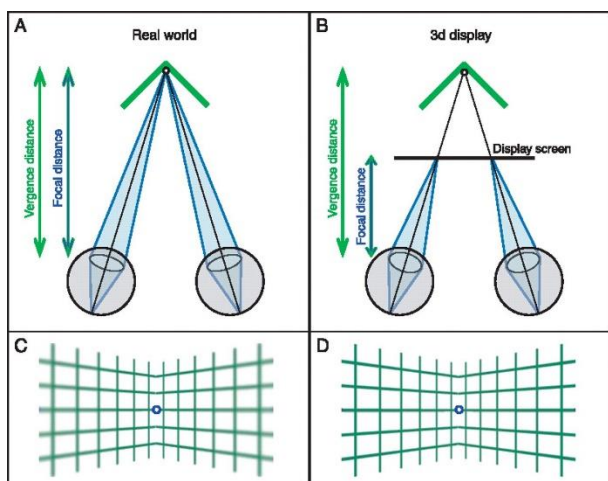 A
Real world
Vergence distance
Focal distance
B
3d display
Vergence distance
Focal distance
Display screen
C
D